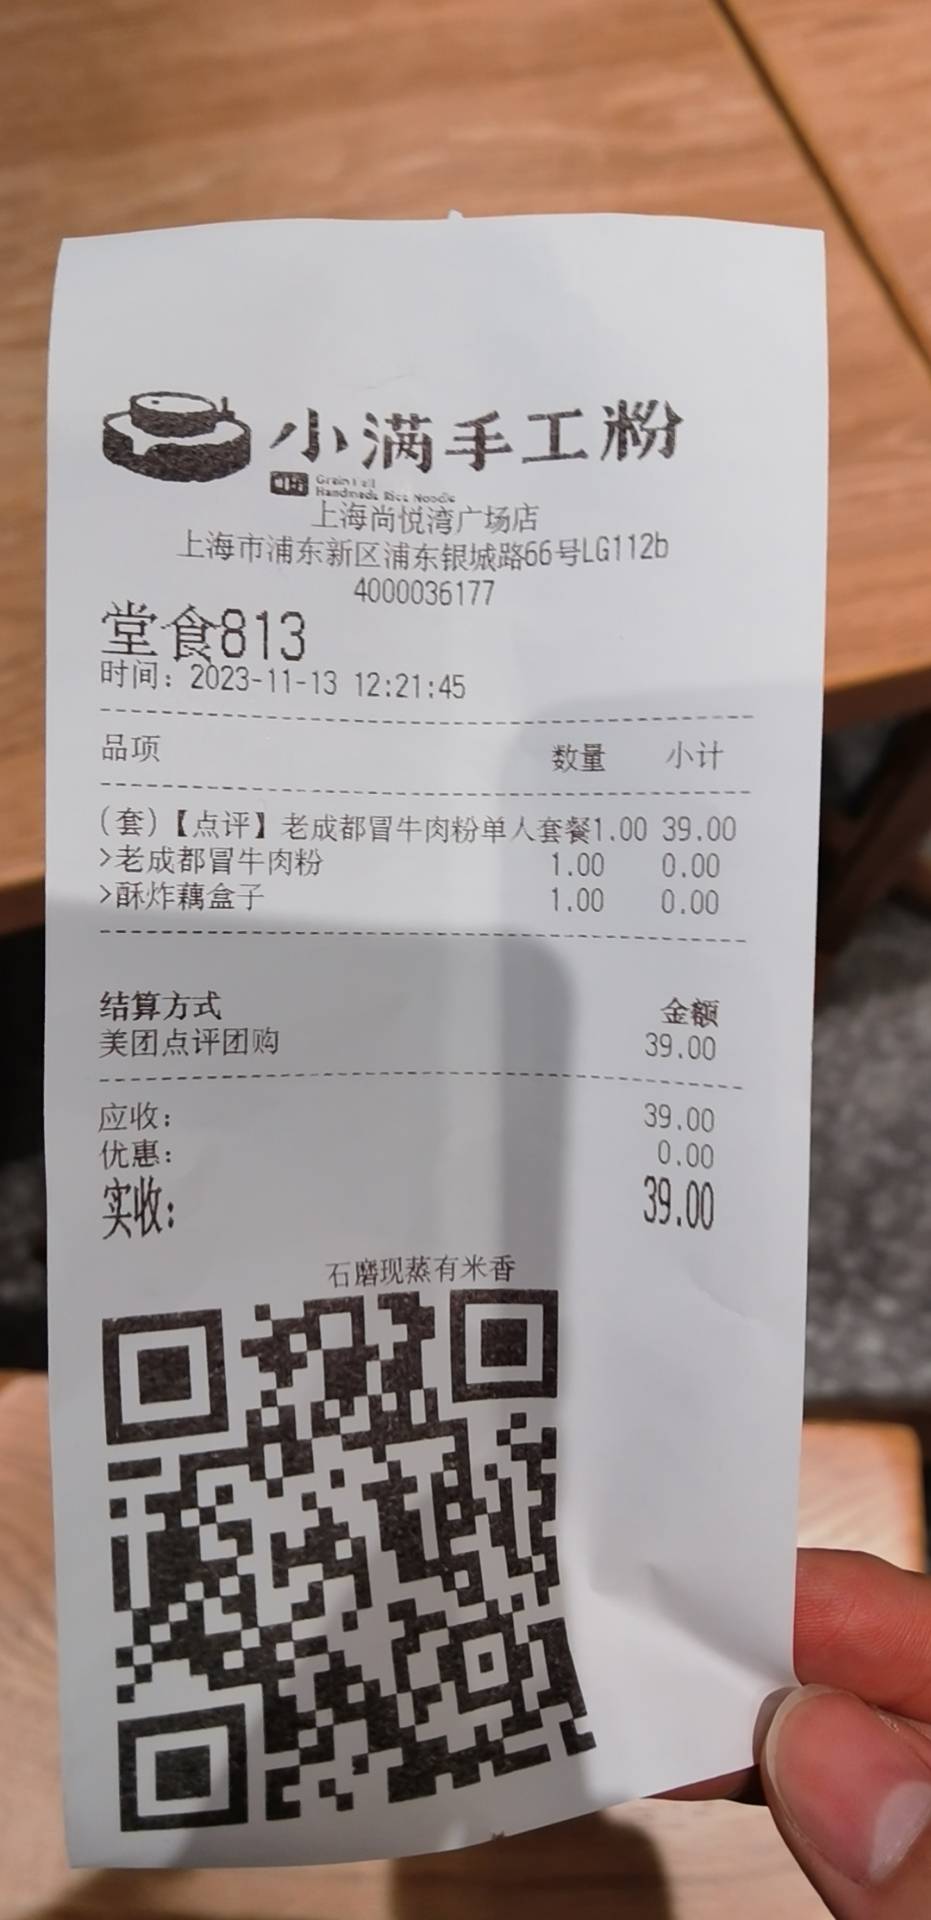 小满手工粉
Grain Full
Handmade Rice Noodle
上海尚悦湾广场店
上海市浦东新区浦东银城路66号LG112b
4000036177
堂食813
时间：2023-11-13 12:21:45
品项 数量 小计
(套)【点评】老成都冒牛肉粉单人套餐1.00 39.00
>老成都冒牛肉粉 1.00 0.00
>酥炸藕盒子 1.00 0.00
结算方式 金额
美团点评团购 39.00
应收: 39.00
优惠: 0.00
实收: 39.00
石磨现蒸有米香